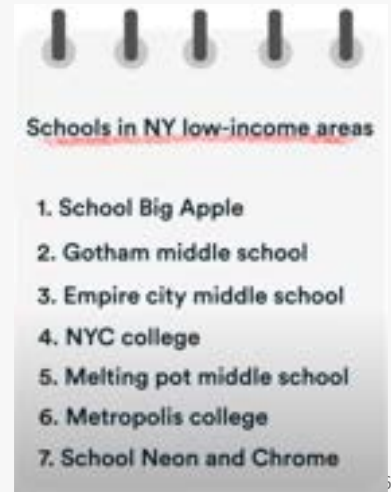 Schools in NY low-income areas
1. School Big Apple
2. Gotham middle school
3. Empire city middle school
4. NYC college
5. Melting pot middle school
6. Metropolis college
7. School Neon and Chrome